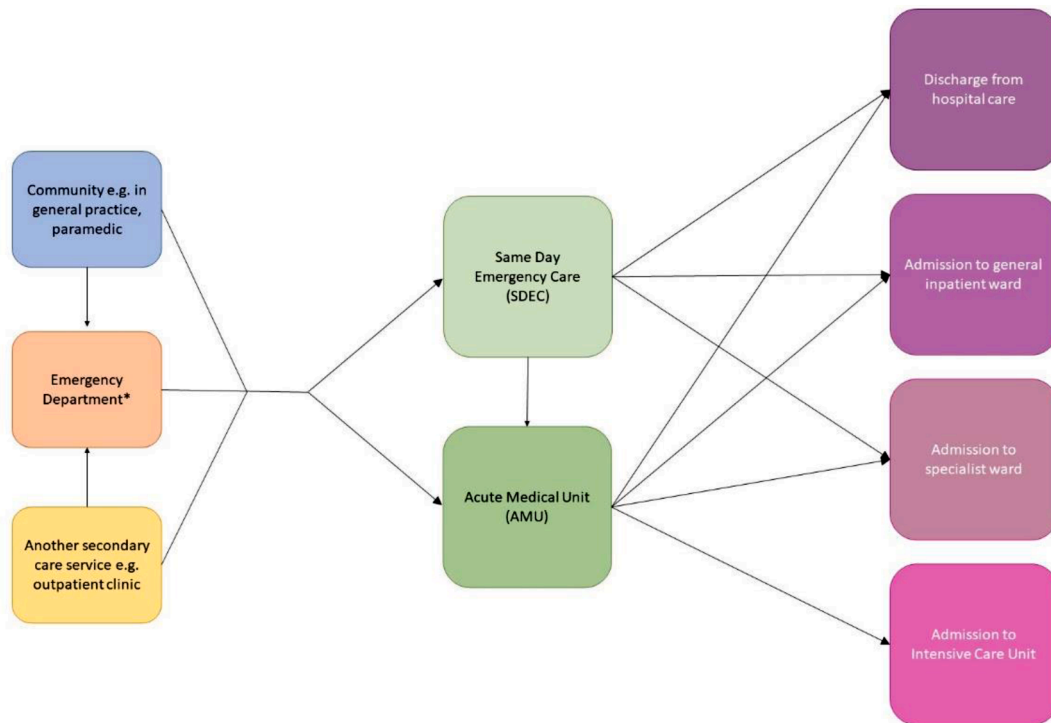 Community e.g. in
general practice,
paramedic
Emergency
Department*
Another secondary
care service e.g.
outpatient clinic
Same Day
Emergency Care
(SDEC)
Acute Medical Unit
(AMU)
Discharge from
hospital care
Admission to general
inpatient ward
Admission to
specialist ward
Admission to
Intensive Care Unit